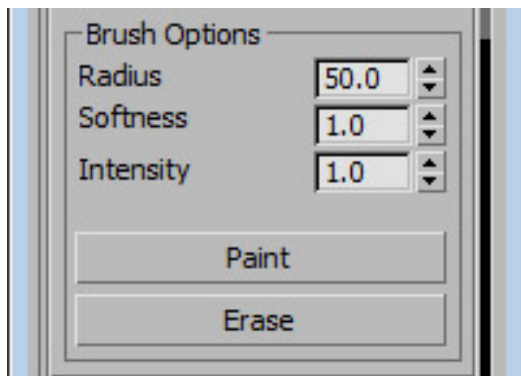 Brush Options
Radius 50.0
Softness 1.0
Intensity 1.0
Paint
Erase